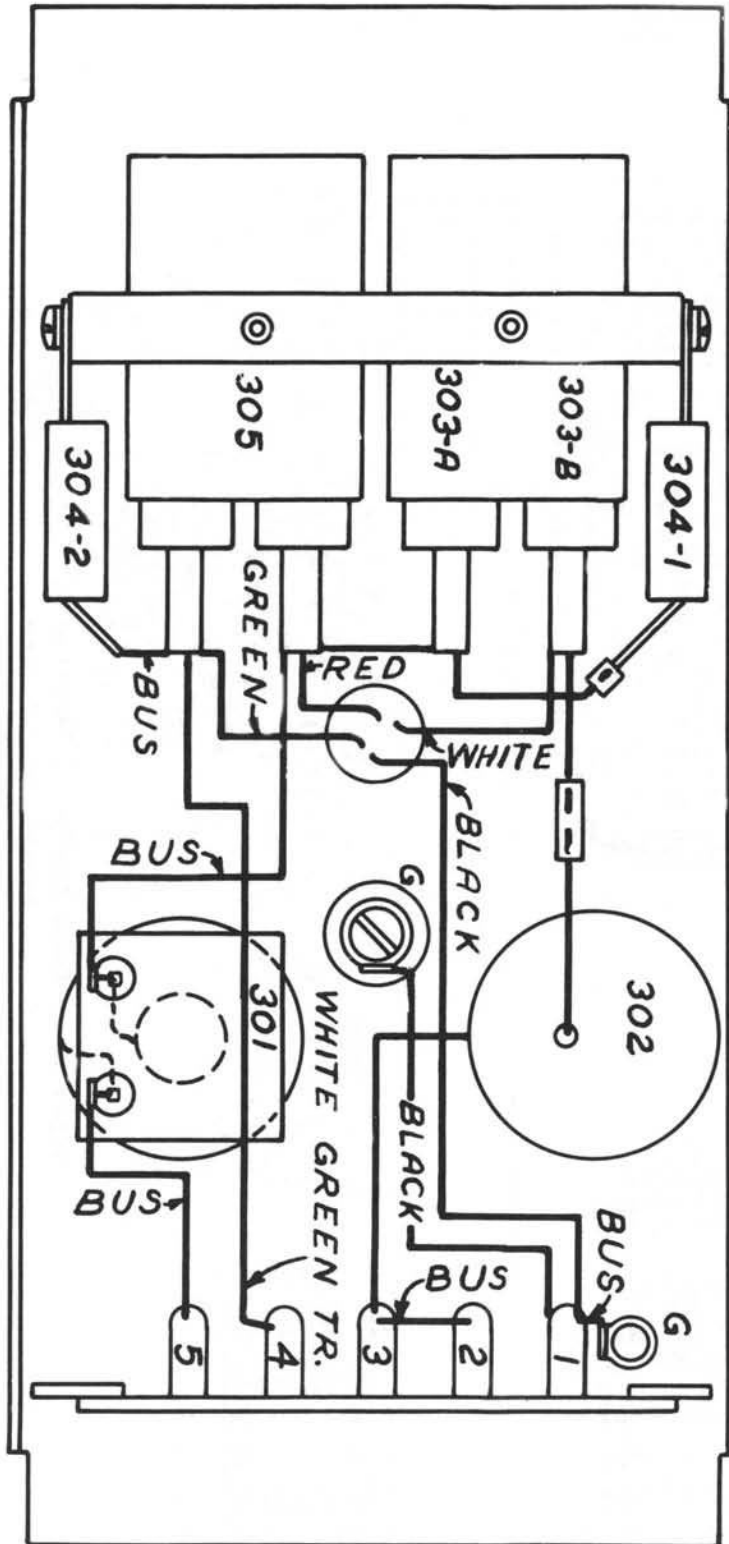 305
303-A
303-B
304-2
304-1
GREEN
BUS
RED
WHITE
BLACK
BUS
G
301
302
WHITE GREEN TR.
BLACK
BUS
BUS
BUS
G
5
4
3
2
1